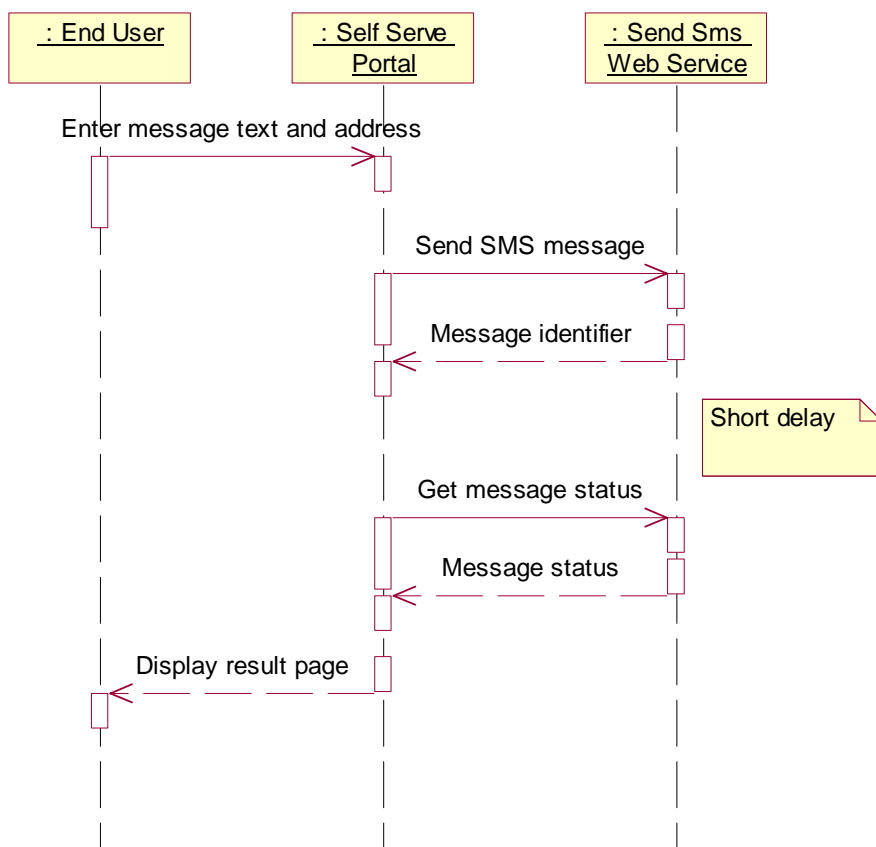 : End User
: Self Serve
Portal
: Send Sms
Web Service
Enter message text and address
Send SMS message
Message identifier
Short delay
Get message status
Message status
Display result page